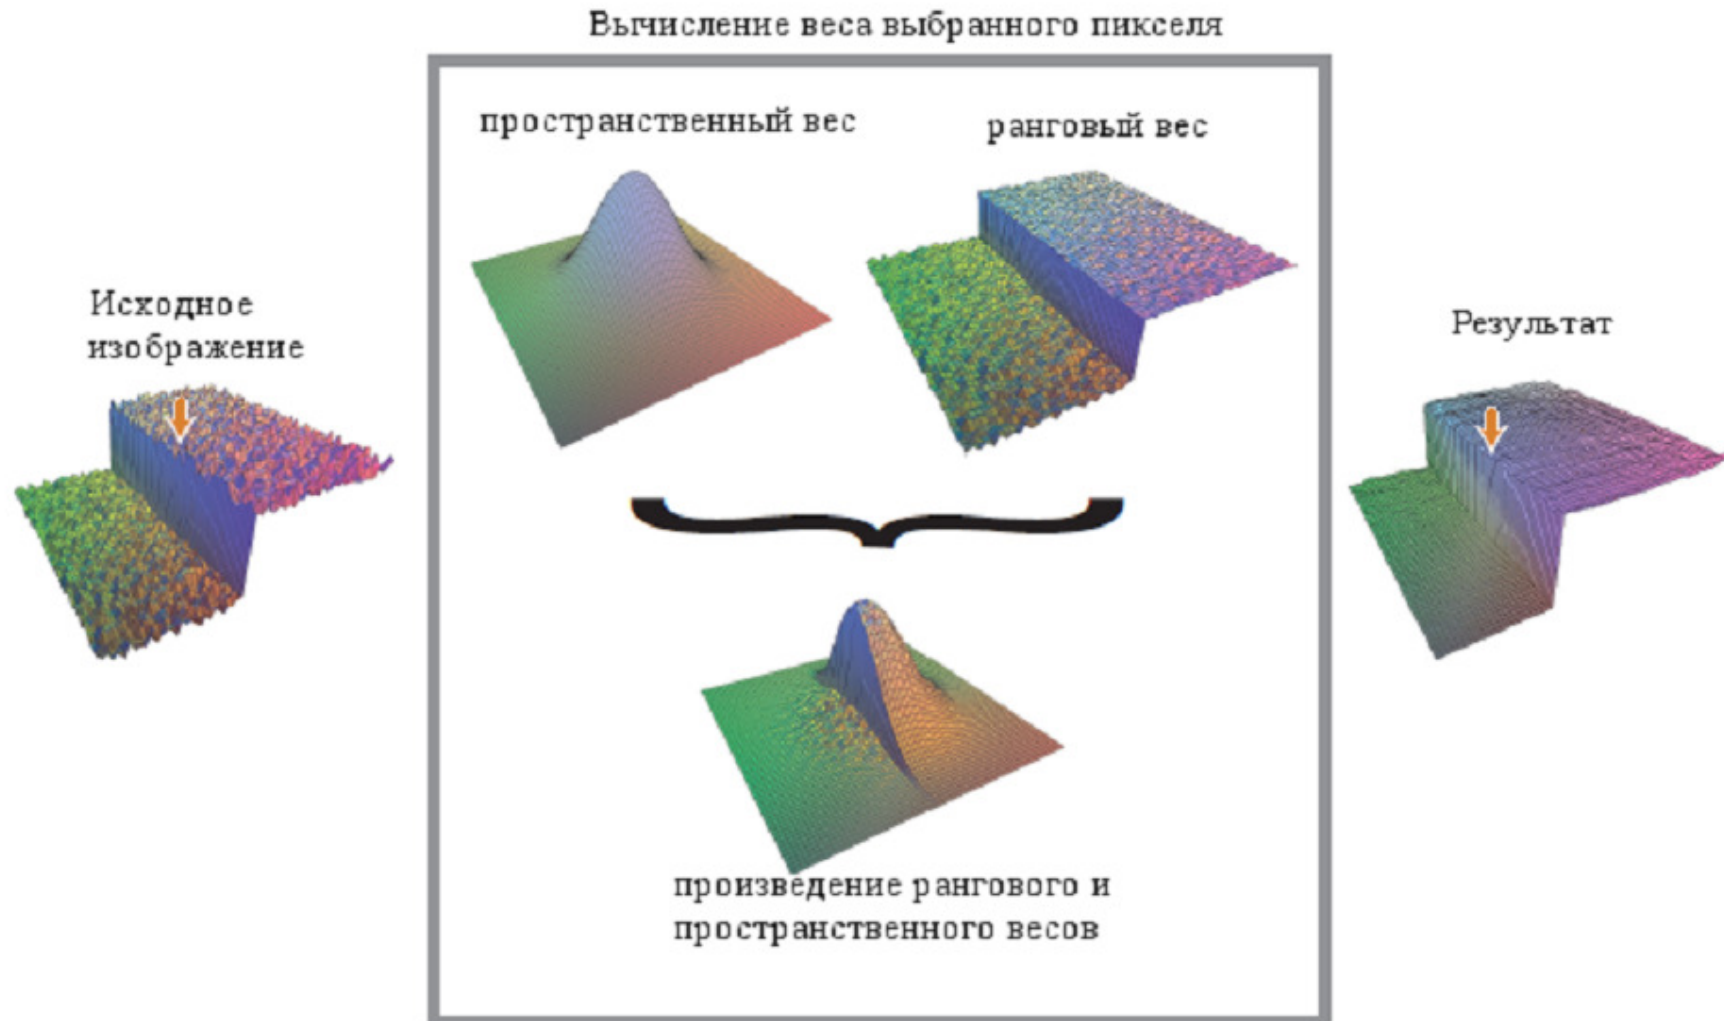 Вычисление веса выбранного пикселя
пространственный вес
ранговый вес
Исходное
изображение
Результат
произведение рангового и
пространственного весов